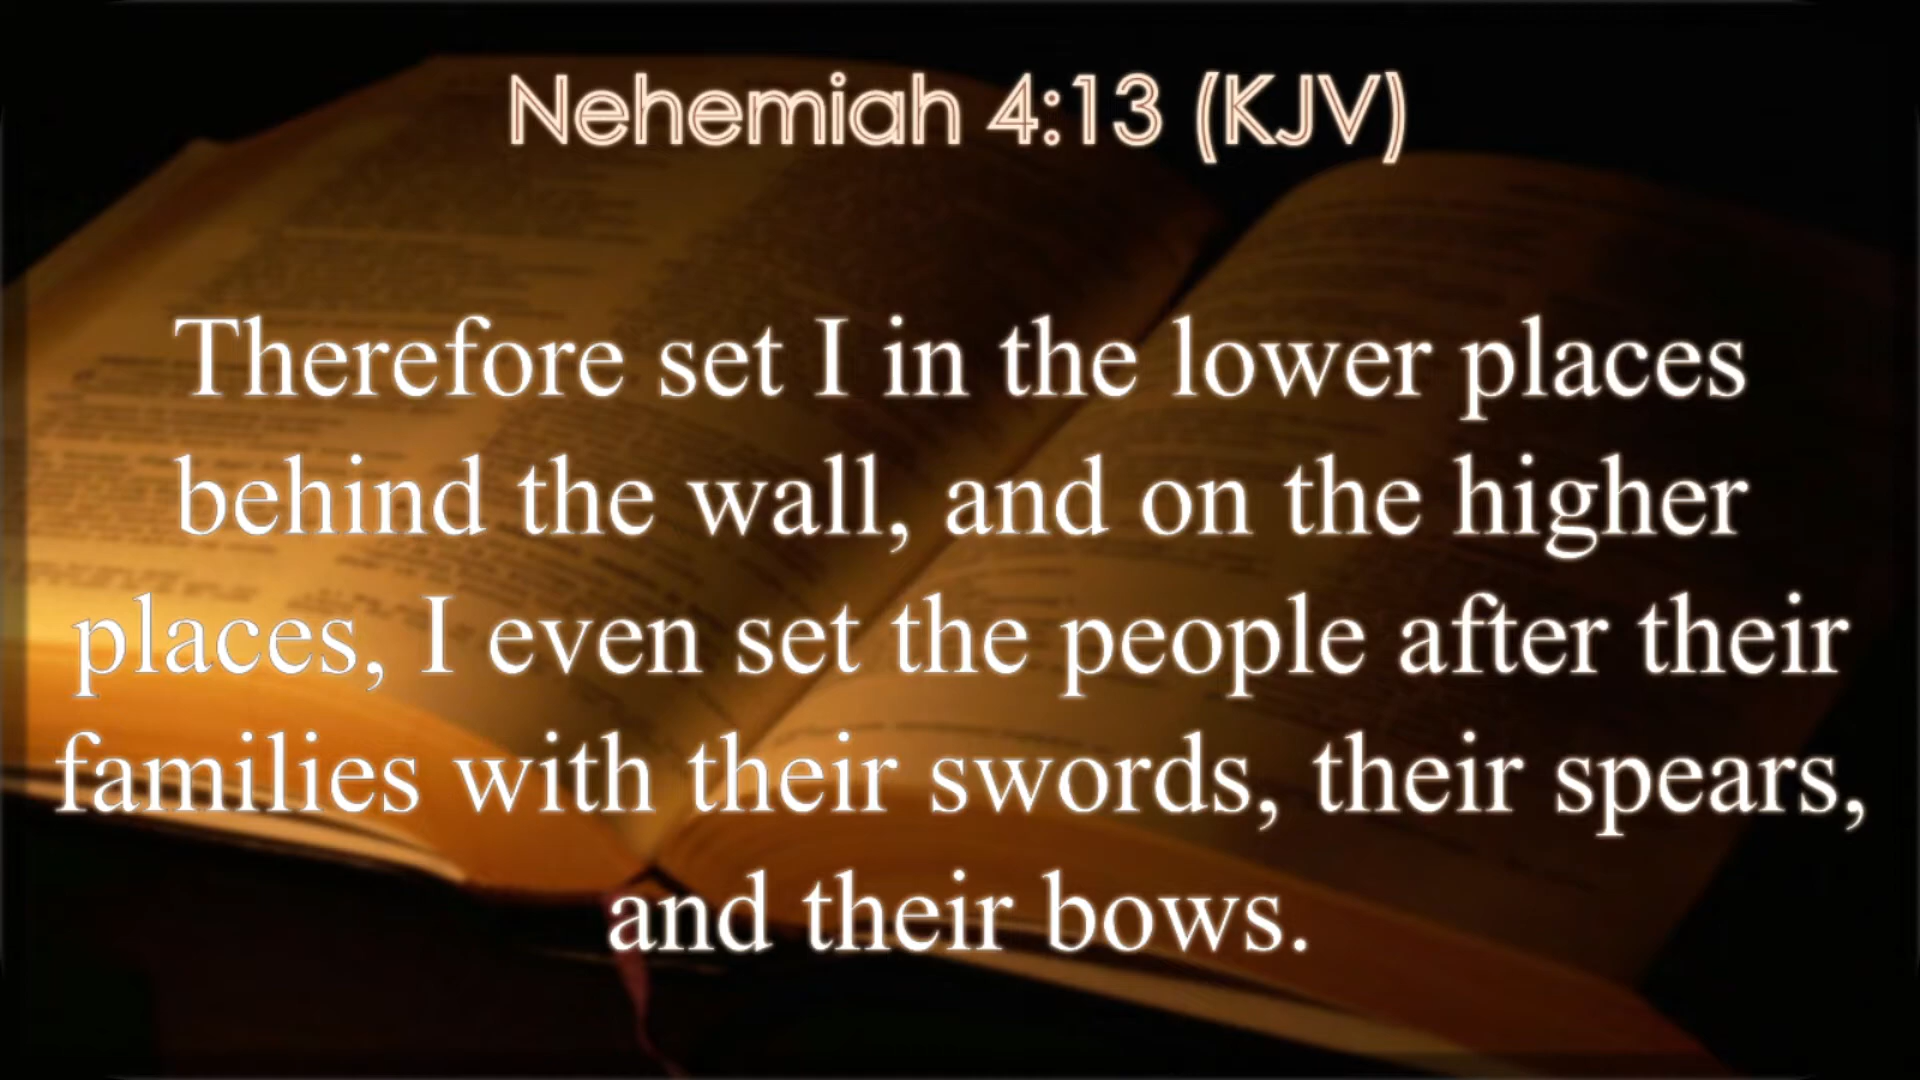 Nehemiah 4:13 (KJV)
Therefore set I in the lower places
behind the wall, and on the higher
places, I even set the people after their
families with their swords, their spears,
and their bows.